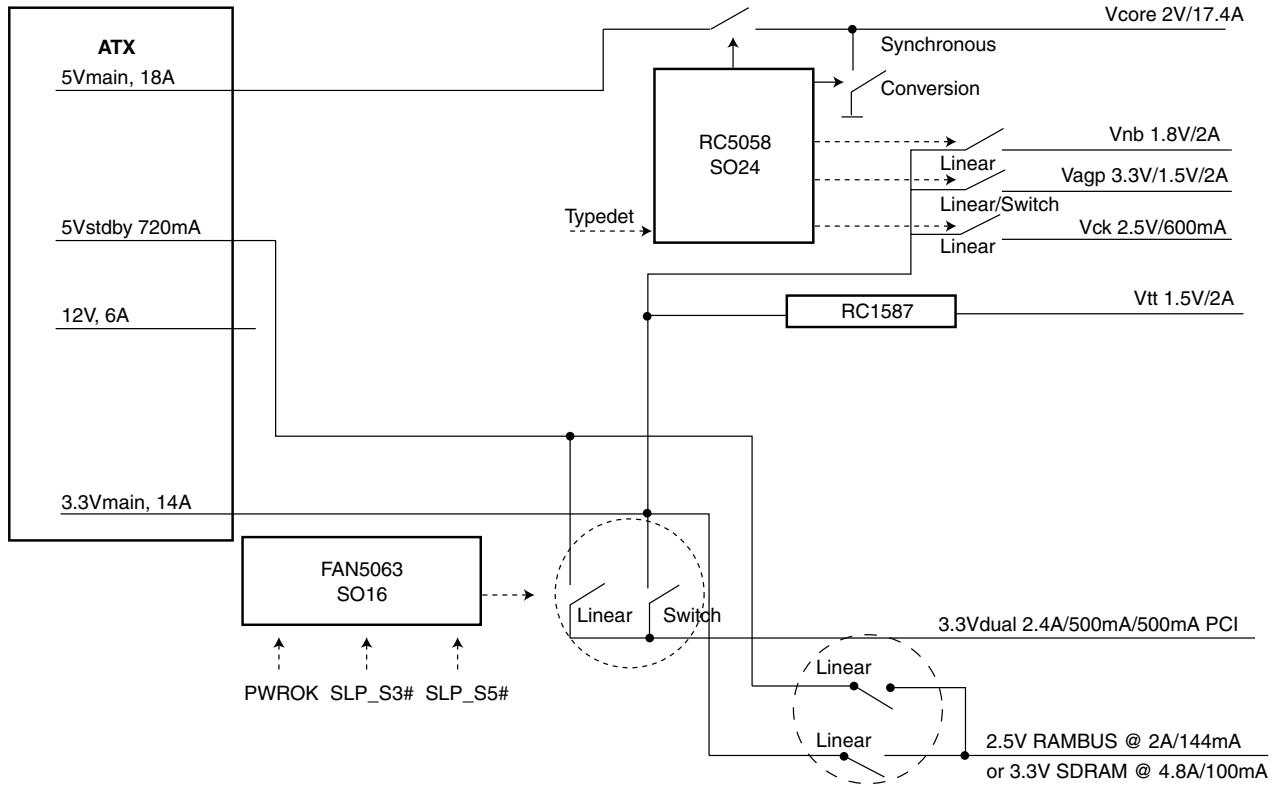 Vcore 2V/17.4A
ATX
5Vmain, 18A
Synchronous
Conversion
RC5058
SO24
Vnb 1.8V/2A
Linear
Vagp 3.3V/1.5V/2A
Linear/Switch
Typedet
5Vstdby 720mA
Vck 2.5V/600mA
Linear
12V, 6A
RC1587
Vtt 1.5V/2A
3.3Vmain, 14A
FAN5063
SO16
Linear
Switch
3.3Vdual 2.4A/500mA/500mA PCI
PWROK
SLP_S3#
SLP_S5#
Linear
Linear
2.5V RAMBUS @ 2A/144mA
or 3.3V SDRAM @ 4.8A/100mA